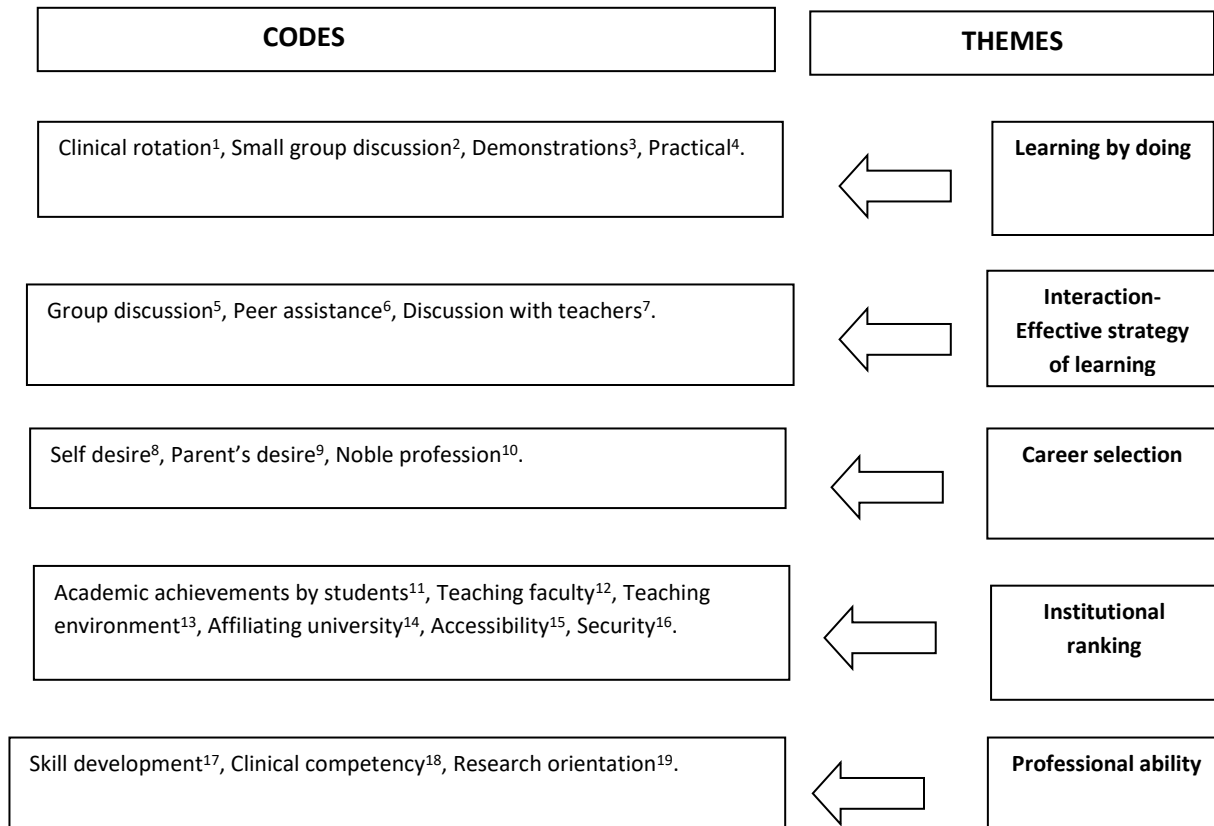 CODES
THEMES
Clinical rotation¹, Small group discussion², Demonstrations³, Practical⁴.
Learning by doing
Group discussion⁵, Peer assistance⁶, Discussion with teachers⁷.
Interaction-
Effective strategy
of learning
Self desire⁸, Parent’s desire⁹, Noble profession¹⁰.
Career selection
Academic achievements by students¹¹, Teaching faculty¹², Teaching
environment¹³, Affiliating university¹⁴, Accessibility¹⁵, Security¹⁶.
Institutional
ranking
Skill development¹⁷, Clinical competency¹⁸, Research orientation¹⁹.
Professional ability